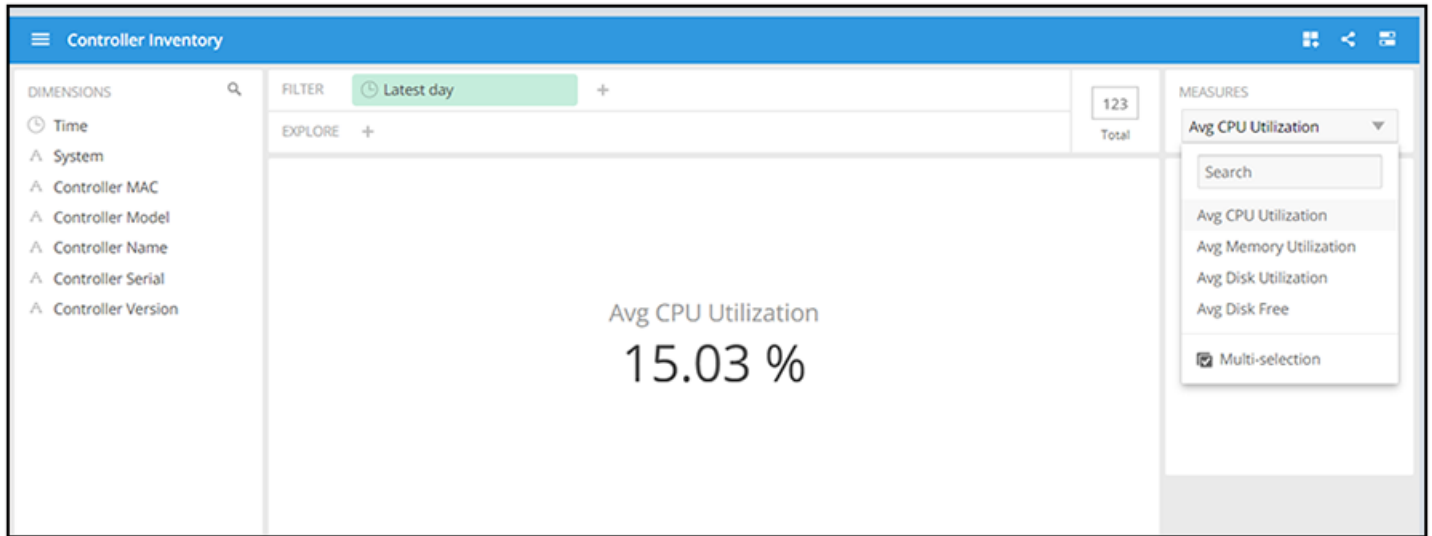 Controller Inventory
DIMENSIONS
Time
System
Controller MAC
Controller Model
Controller Name
Controller Serial
Controller Version
FILTER
Latest day
+
EXPLORE +
123
Total
Avg CPU Utilization
15.03 %
MEASURES
Avg CPU Utilization
Search
Avg CPU Utilization
Avg Memory Utilization
Avg Disk Utilization
Avg Disk Free
Multi-selection